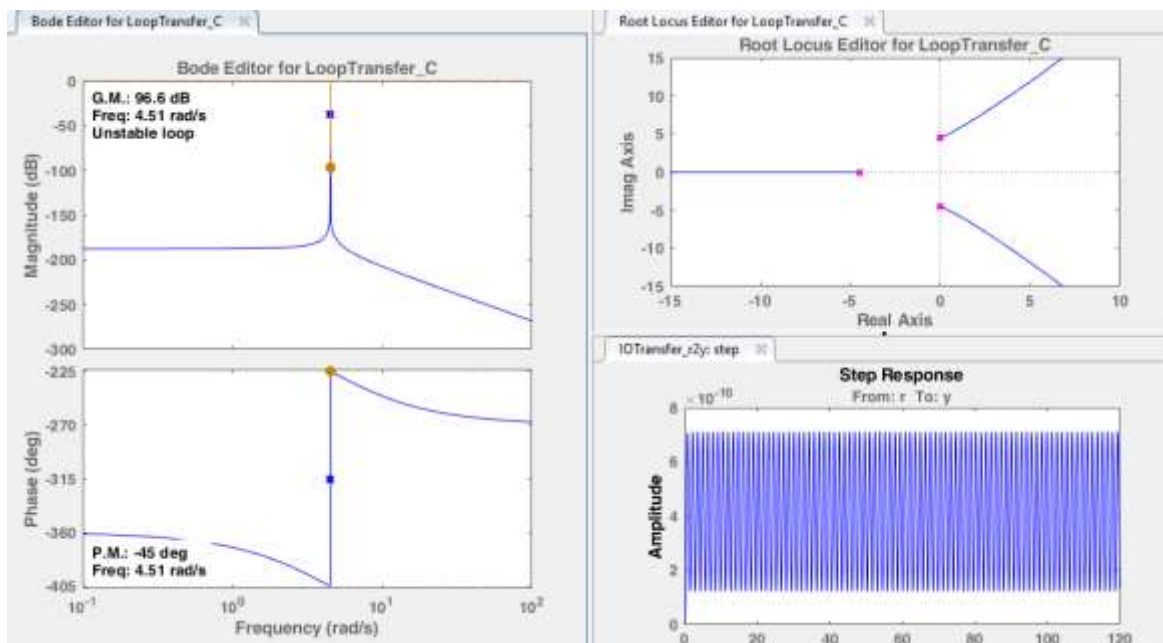 Bode Editor for LoopTransfer_C
Bode Editor for LoopTransfer_C
G.M.: 96.6 dB
Freq: 4.51 rad/s
Unstable loop
Magnitude (dB)
0
-50
-100
-150
-200
-250
-300
Phase (deg)
-225
-270
-315
-360
-405
P.M.: -45 deg
Freq: 4.51 rad/s
10^-1
10^0
10^1
10^2
Frequency (rad/s)
Root Locus Editor for LoopTransfer_C
Root Locus Editor for LoopTransfer_C
Imag Axis
15
10
5
0
-5
-10
-15
-15 -10 -5 0 5 10
Real Axis
IOTransfer_r2y: step
Step Response
From: r To: y
× 10^-10
Amplitude
8
6
4
2
0
0 20 40 60 80 100 120